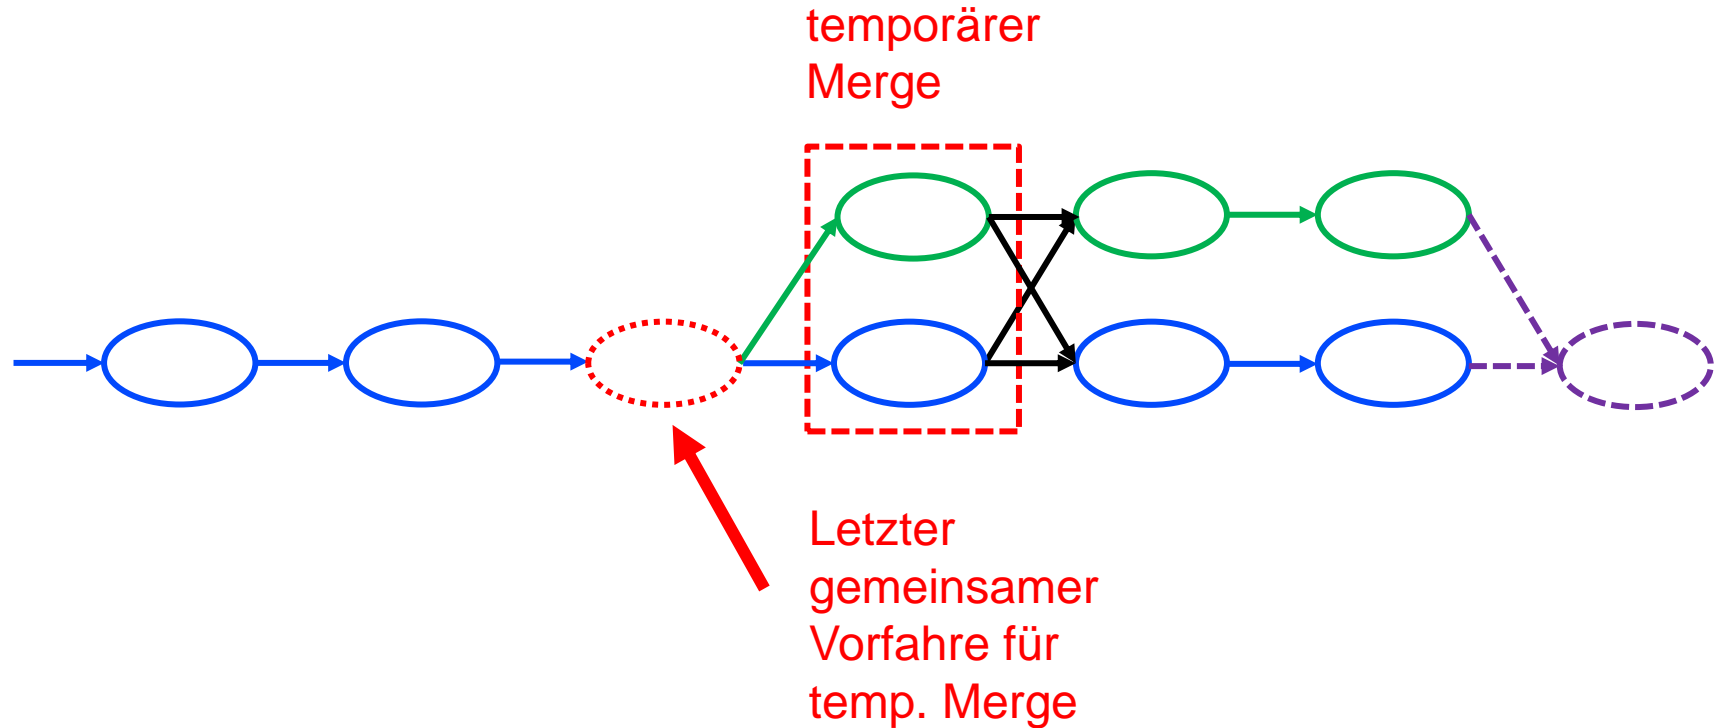 temporärer
Merge
Letzter
gemeinsamer
Vorfahre für
temp. Merge